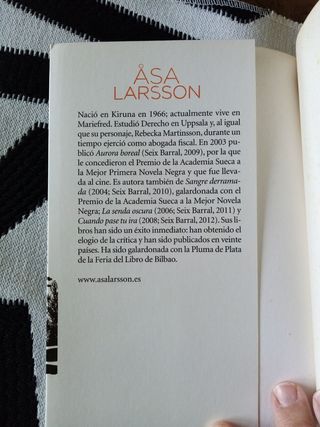 ÅSA
LARSSON
Nació en Kiruna en 1966; actualmente vive en
Mariefred. Estudió Derecho en Uppsala y, al igual
que su personaje, Rebecka Martinsson, durante un
tiempo ejerció como abogada fiscal. En 2003 pu-
blicó Aurora boreal (Seix Barral, 2009), por la que
le concedieron el Premio de la Academia Sueca a
la Mejor Primera Novela Negra y que fue lleva-
da al cine. Es autora también de Sangre derrama-
da (2004; Seix Barral, 2010), galardonada con el
Premio de la Academia Sueca a la Mejor Novela
Negra; La senda oscura (2006; Seix Barral, 2011) y
Cuando pase tu ira (2008; Seix Barral, 2012). Sus li-
bros han sido un éxito inmediato: han obtenido el
elogio de la crítica y han sido publicados en veinte
países. Ha sido galardonada con la Pluma de Plata
de la Feria del Libro de Bilbao.
www.asalarsson.es